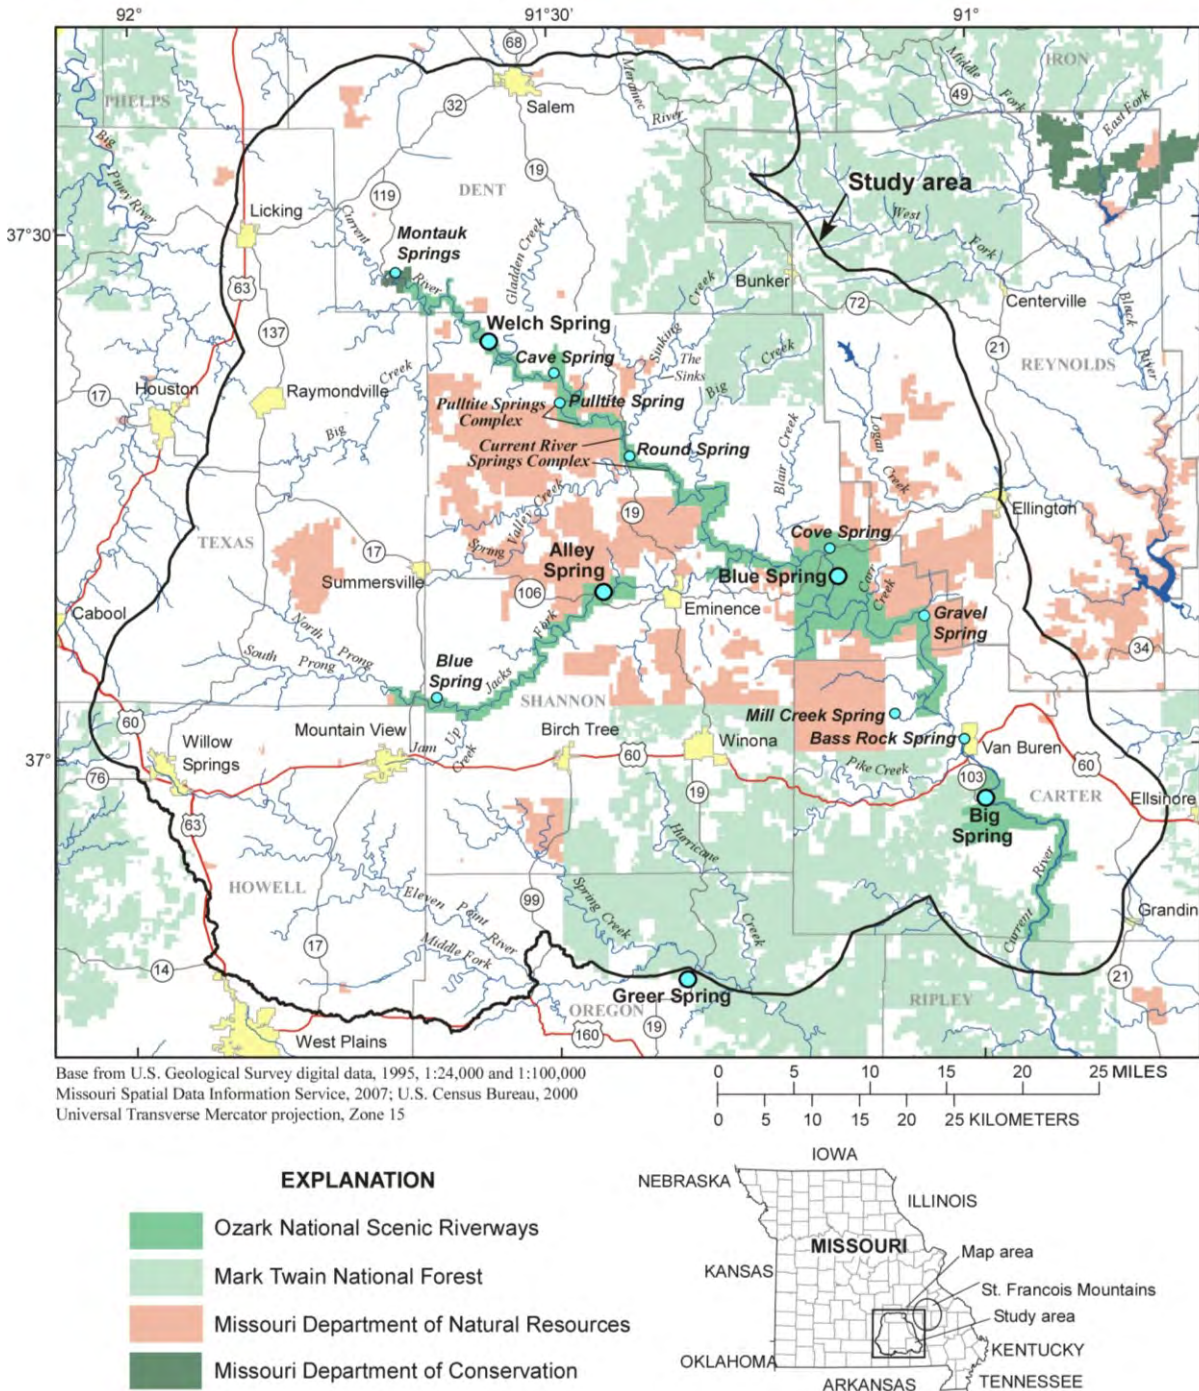 92°
91°30'
91°
68
IRON
Middle
Fork
49
East Fork
PHELPS
32
Salem
Meramec
River
Big
Piney River
19
DENT
Study area
119
Licking
Current
West
Fork
37°30'
Montauk
Springs
River
Gladden Creek
Creek
Bunker
63
72
Centerville
Black
River
137
Welch Spring
21
Sinking
Cave Spring
The
Sinks
Creek
REYNOLDS
17
Houston
Raymondville
Creek
Pulltite Spring
Big
Pulltite Springs
Complex
Big
Current River
Springs Complex
Round Spring
Blair Creek
Logan
Creek
Valley Creek
19
Ellington
TEXAS
Spring
17
Alley
Spring
Cove Spring
Summersville
Blue Spring
Carr
Creek
106
Eminence
Cabool
Gravel
Spring
North
Prong
Fork
South
Prong
Blue
Spring
Jacks
34
SHANNON
60
Mill Creek Spring
Willow
Springs
Mountain View
Birch Tree
Bass Rock Spring
Jam
Up
Creek
Winona
Van Buren
37°
60
Pike Creek
60
76
103
19
CARTER
Ellsinore
63
Big
Spring
Hurricane
HOWELL
River
Spring Creek
Eleven
Point
River
99
Creek
Grandin
17
Middle Fork
Current
14
21
Greer Spring
RIPLEY
OREGON
19
West Plains
160
Base from U.S. Geological Survey digital data, 1995, 1:24,000 and 1:100,000
Missouri Spatial Data Information Service, 2007; U.S. Census Bureau, 2000
Universal Transverse Mercator projection, Zone 15
0 5 10 15 20 25 MILES
0 5 10 15 20 25 KILOMETERS
EXPLANATION
Ozark National Scenic Riverways
Mark Twain National Forest
Missouri Department of Natural Resources
Missouri Department of Conservation
IOWA
NEBRASKA
ILLINOIS
MISSOURI
Map area
KANSAS
St. Francois Mountains
Study area
KENTUCKY
OKLAHOMA
TENNESSEE
ARKANSAS